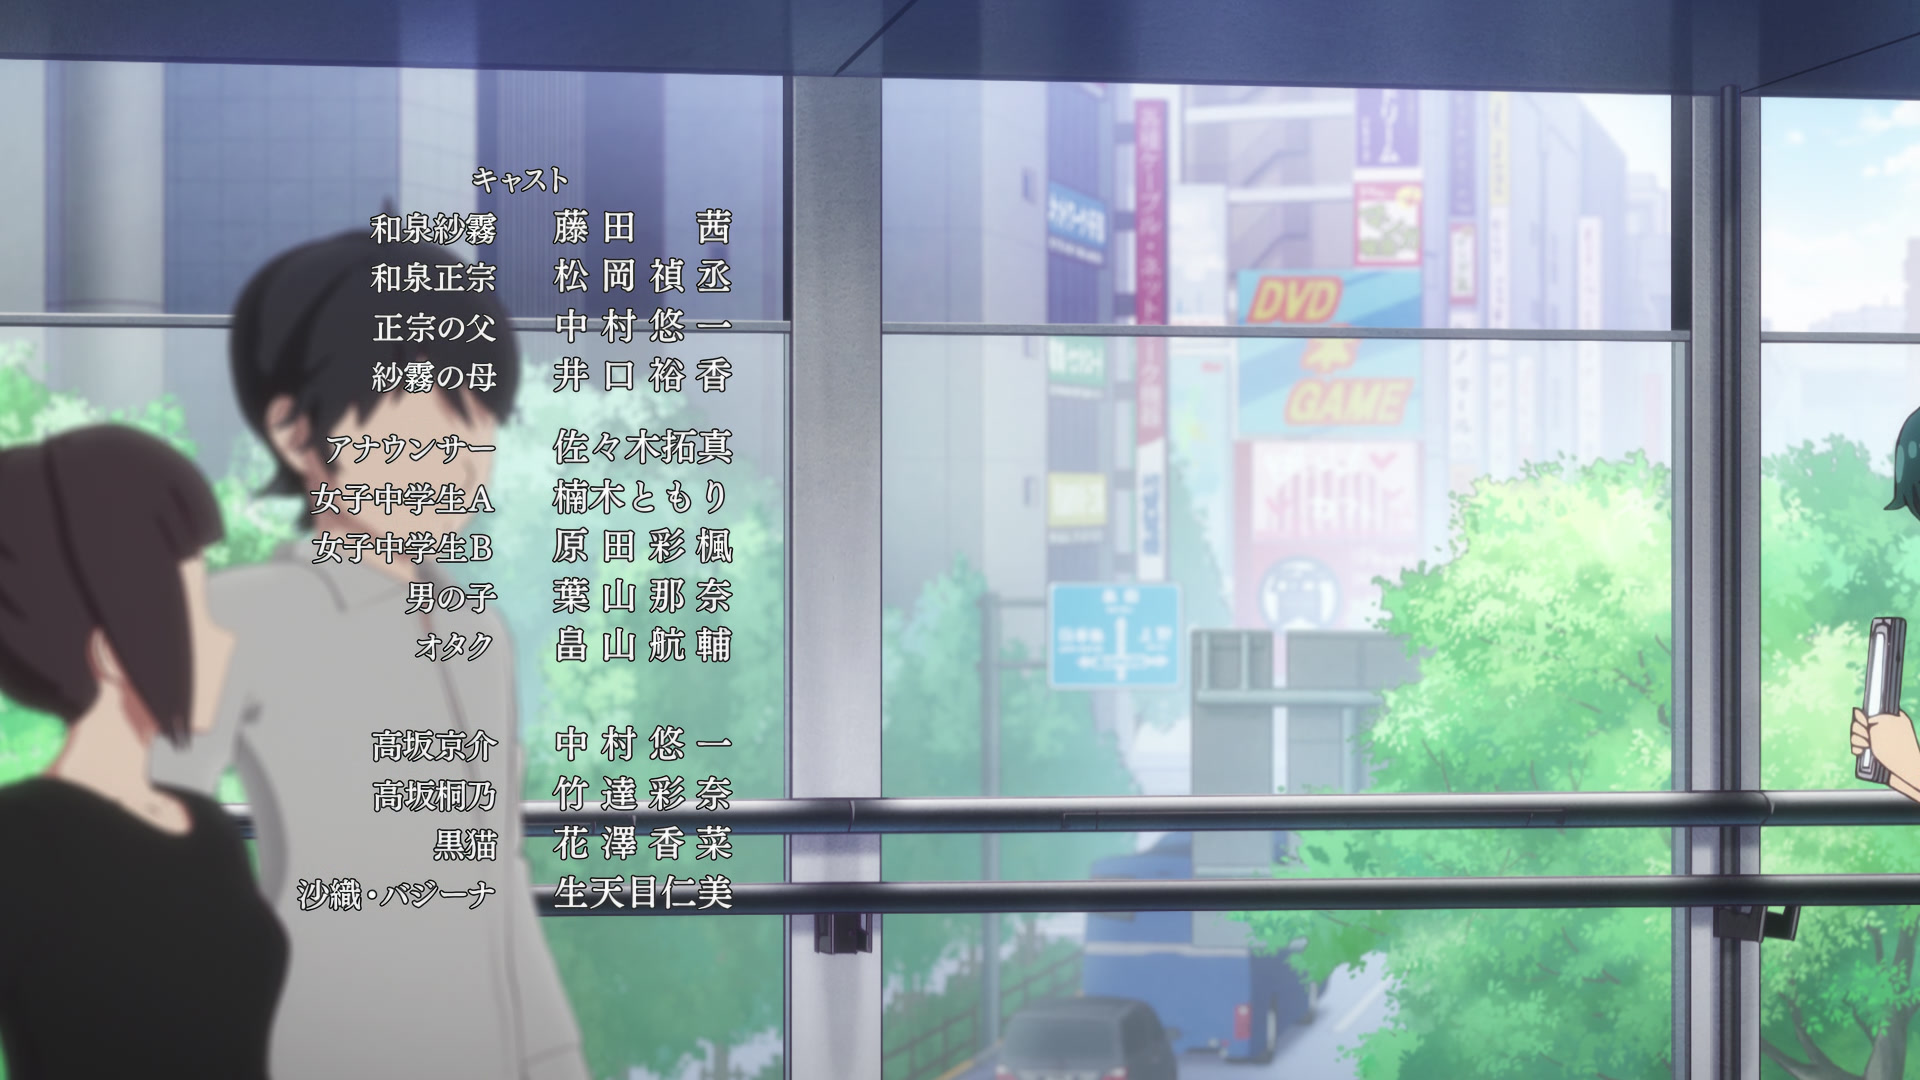 キャスト
和泉紗霧 藤田 茜
和泉正宗 松岡禎丞
正宗の父 中村悠一
紗霧の母 井口裕香
アナウンサー 佐々木拓真
女子中学生A 楠木ともり
女子中学生B 原田彩楓
男の子 葉山那奈
オタク 畠山航輔
高坂京介 中村悠一
高坂桐乃 竹達彩奈
黒猫 花澤香菜
沙織・バジーナ 生天目仁美
DVD
本
GAME